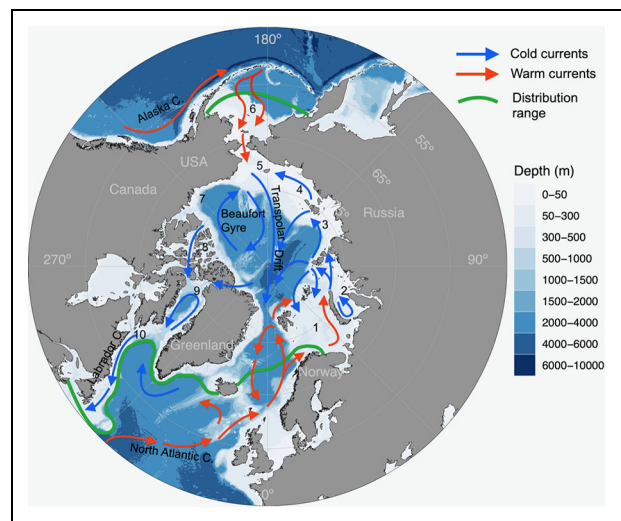 180°
Cold currents
Warm currents
Distribution
range
Alaska C.
6
55°
USA
5
65°
Canada
4
Depth (m)
7
Transpolar Drift
Russia
0–50
Beaufort
Gyre
3
50–300
8
300–500
270°
90°
500–1000
9
2
1000–1500
1500–2000
1
2000–4000
10
Greenland
4000–6000
Labrador C.
Norway
6000–10000
North Atlantic C.
0°